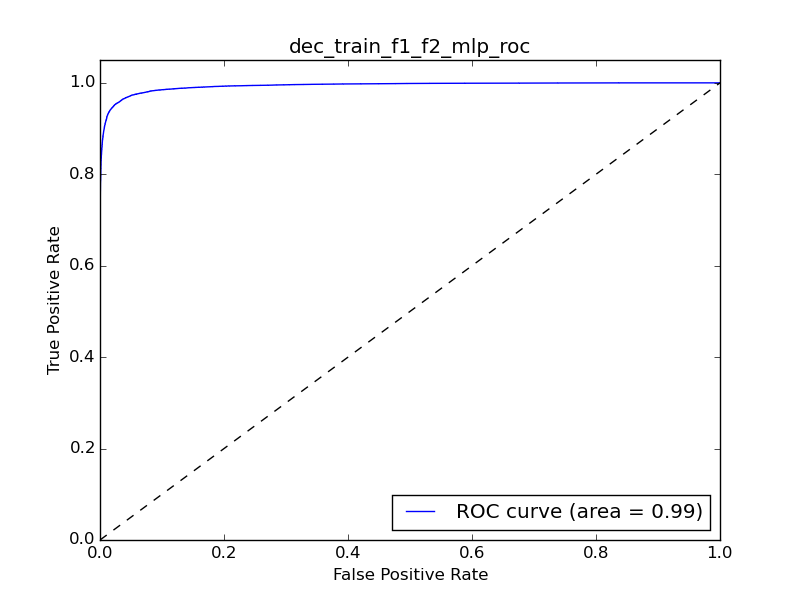 dec_train_f1_f2_mlp_roc
1.0
0.8
0.6
0.4
0.2
0.0
True Positive Rate
ROC curve (area = 0.99)
0.0 0.2 0.4 0.6 0.8 1.0
False Positive Rate